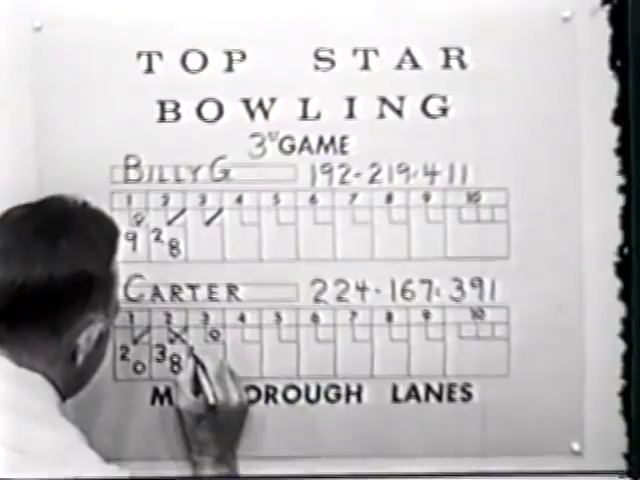 TOP STAR
BOWLING
3RD GAME
BILLY G 192-219-411
1 2 3 4 5 6 7 8 9 10
9 28
CARTER 224-167-391
1 2 3 4 5 6 7 8 9 10
20 38
OROUGH LANES